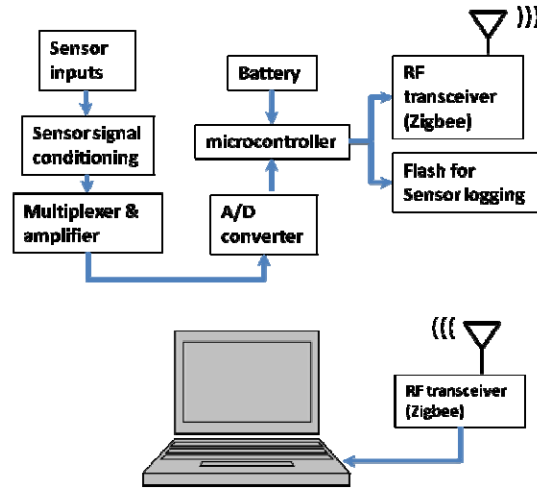 Sensor
inputs
Sensor signal
conditioning
Multiplexer &
amplifier
Battery
microcontroller
A/D
converter
RF
transceiver
(Zigbee)
Flash for
Sensor logging
RF transceiver
(Zigbee)